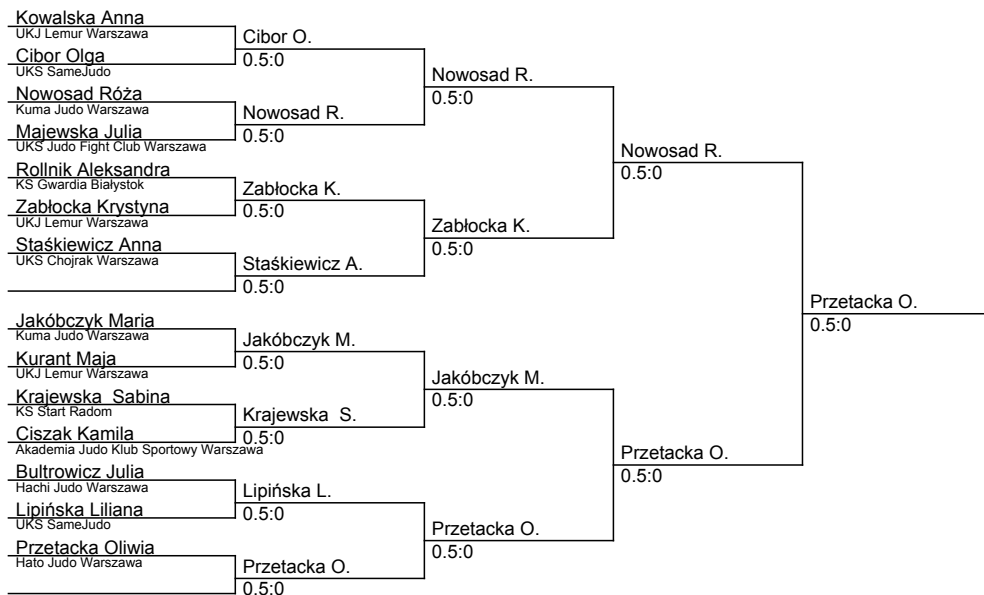 Kowalska Anna
UKJ Lemur Warszawa
Cibor Olga
UKS SameJudo
Nowosad Róża
Kuma Judo Warszawa
Majewska Julia
UKS Judo Fight Club Warszawa
Rollnik Aleksandra
KS Gwardia Białystok
Zabłocka Krystyna
UKJ Lemur Warszawa
Staśkiewicz Anna
UKS Chojrak Warszawa
Jakóbczyk Maria
Kuma Judo Warszawa
Kurant Maja
UKJ Lemur Warszawa
Krajewska  Sabina
KS Start Radom
Ciszak Kamila
Akademia Judo Klub Sportowy Warszawa
Bultrowicz Julia
Hachi Judo Warszawa
Lipińska Liliana
UKS SameJudo
Przetacka Oliwia
Hato Judo Warszawa
Cibor O.
0.5:0
Nowosad R.
0.5:0
Zabłocka K.
0.5:0
Staśkiewicz A.
0.5:0
Jakóbczyk M.
0.5:0
Krajewska  S.
0.5:0
Lipińska L.
0.5:0
Przetacka O.
0.5:0
Nowosad R.
0.5:0
Zabłocka K.
0.5:0
Jakóbczyk M.
0.5:0
Przetacka O.
0.5:0
Nowosad R.
0.5:0
Przetacka O.
0.5:0
Przetacka O.
0.5:0